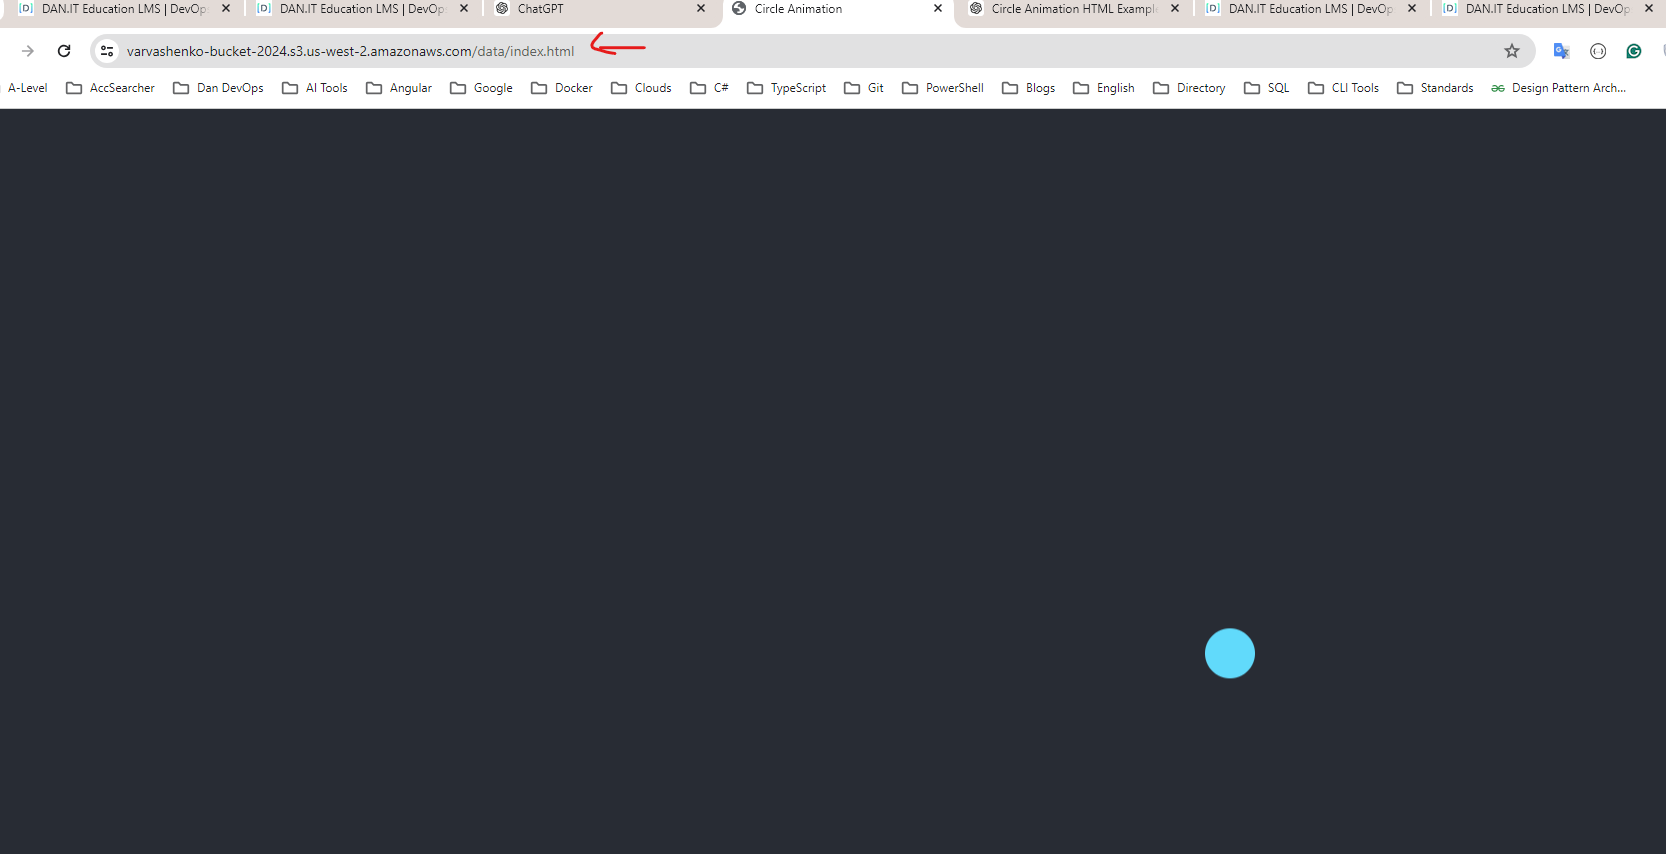 DAN.IT Education LMS | DevOp DAN.IT Education LMS | DevOp ChatGPT Circle Animation Circle Animation HTML Example DAN.IT Education LMS | DevOp DAN.IT Education LMS | DevOp
varvashenko-bucket-2024.s3.us-west-2.amazonaws.com/data/index.html
A-Level AccSearcher Dan DevOps AI Tools Angular Google Docker Clouds C# TypeScript Git PowerShell Blogs English Directory SQL CLI Tools Standards Design Pattern Arch...